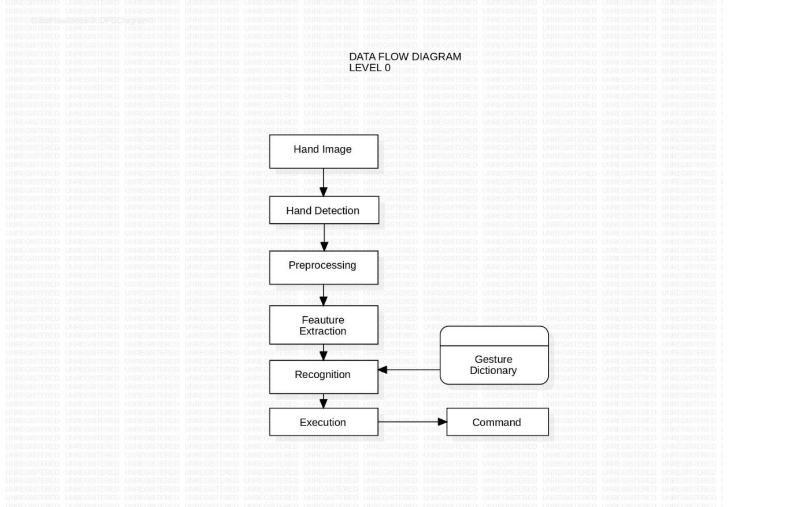 DATA FLOW DIAGRAM
LEVEL 0
Hand Image
Hand Detection
Preprocessing
Feauture
Extraction
Gesture
Dictionary
Recognition
Execution
Command